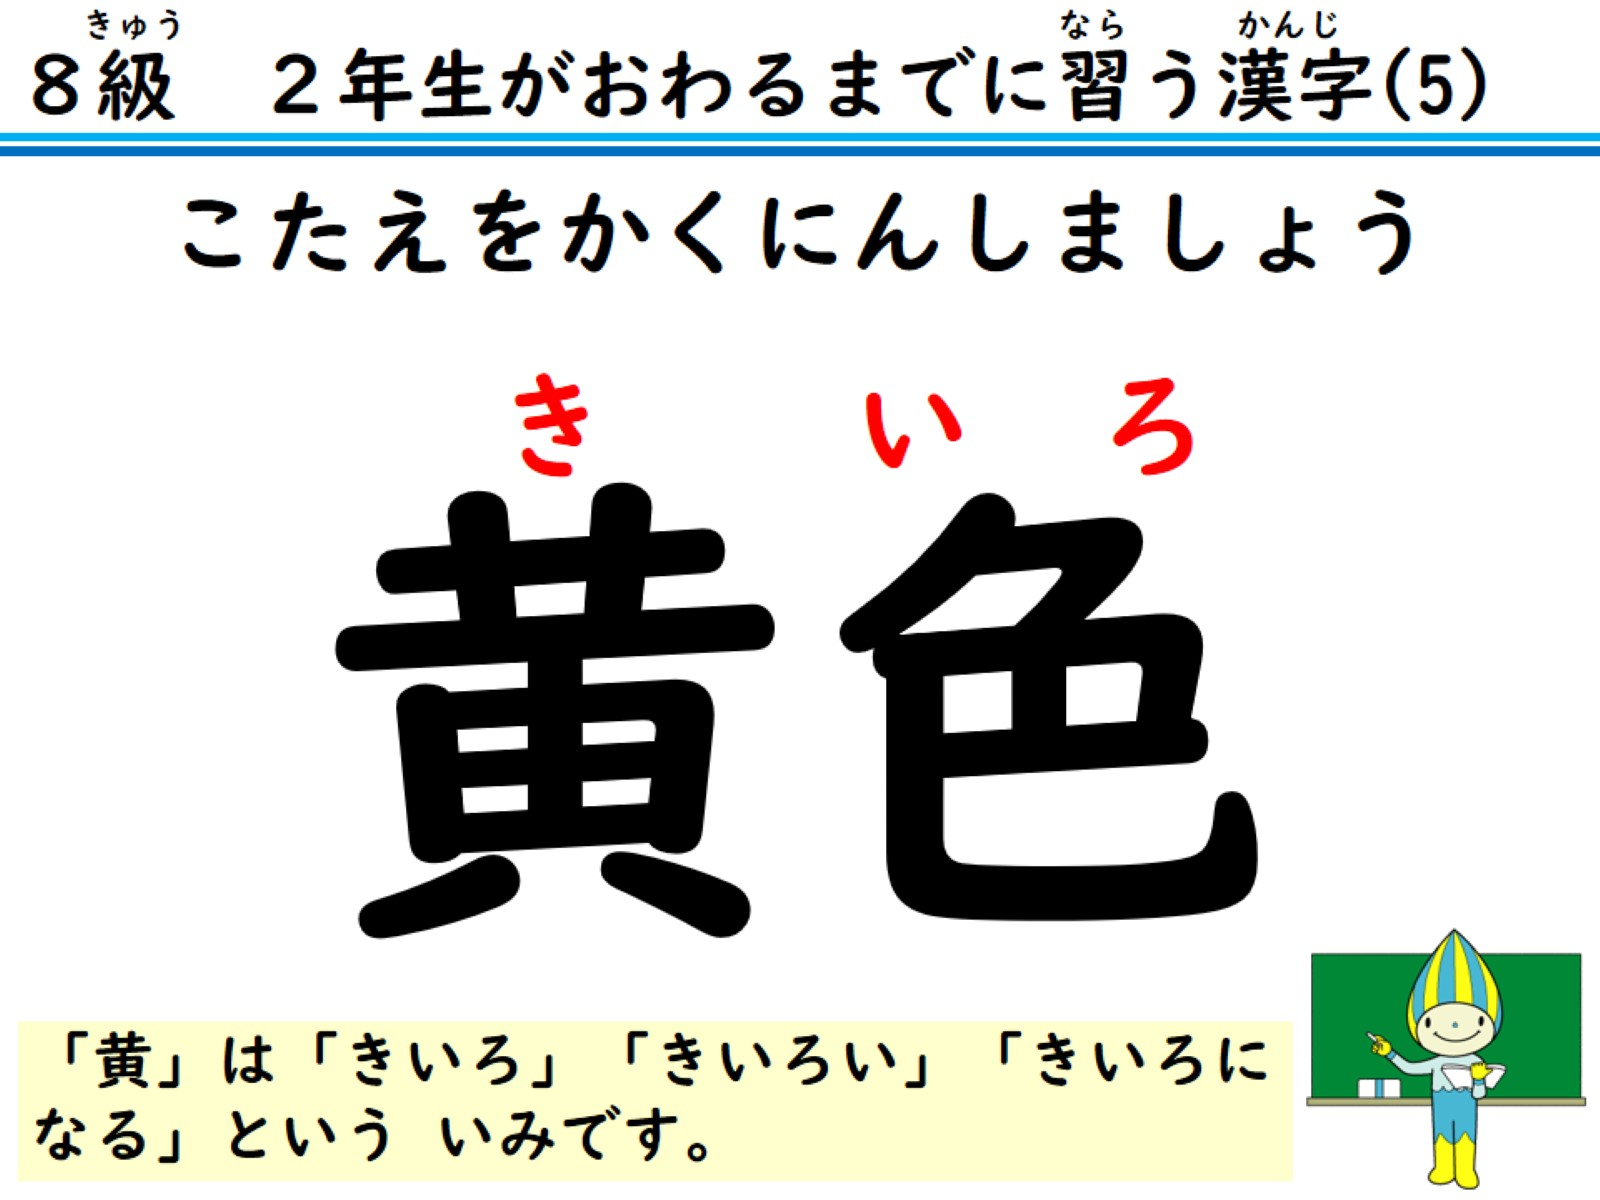 きゅう なら かんじ
８級　２年生がおわるまでに習う漢字(5)
こたえをかくにんしましょう
き いろ
黄色
「黄」は「きいろ」「きいろい」「きいろに
なる」という いみです。